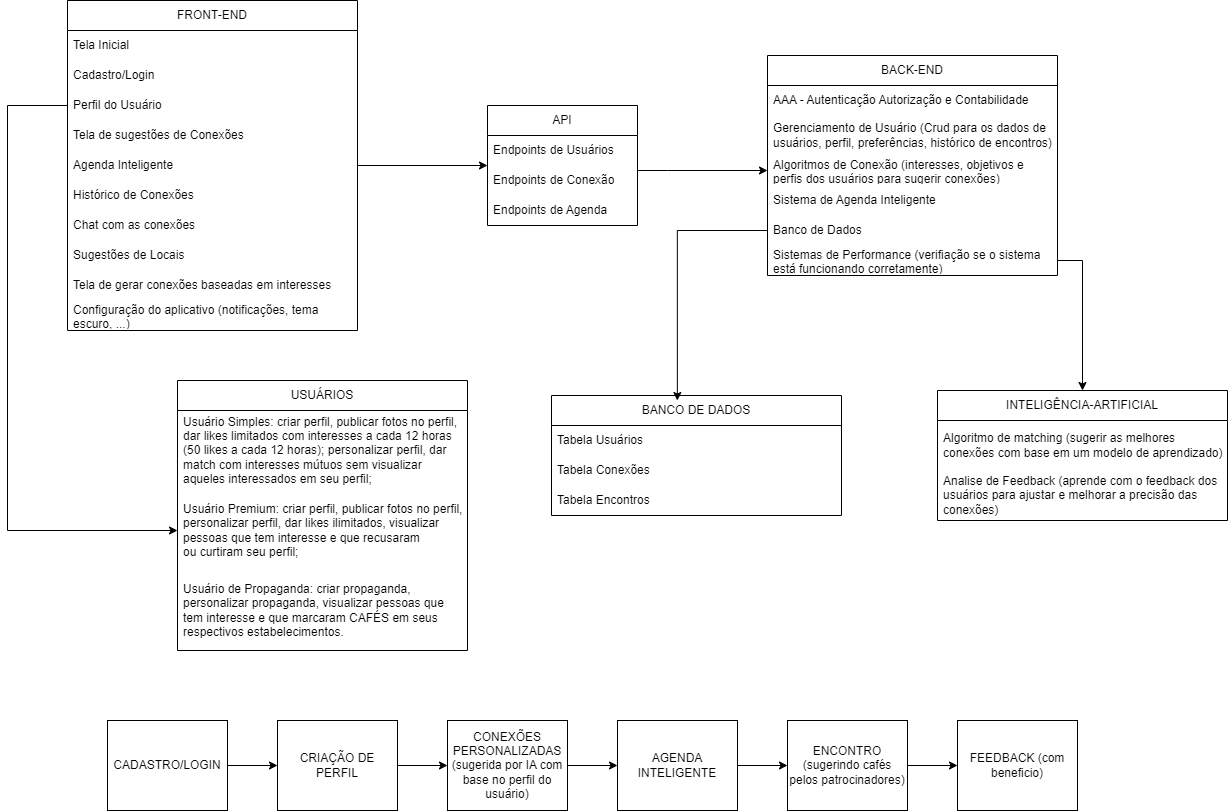 FRONT-END
Tela Inicial
Cadastro/Login
Perfil do Usuário
Tela de sugestões de Conexões
Agenda Inteligente
Histórico de Conexões
Chat com as conexões
Sugestões de Locais
Tela de gerar conexões baseadas em interesses
Configuração do aplicativo (notificações, tema
escuro, ...)
API
Endpoints de Usuários
Endpoints de Conexão
Endpoints de Agenda
BACK-END
AAA - Autenticação Autorização e Contabilidade
Gerenciamento de Usuário (Crud para os dados de
usuários, perfil, preferências, histórico de encontros)
Algoritmos de Conexão (interesses, objetivos e
perfis dos usuários para sugerir conexões)
Sistema de Agenda Inteligente
Banco de Dados
Sistemas de Performance (verifiação se o sistema
está funcionando corretamente)
USUÁRIOS
Usuário Simples: criar perfil, publicar fotos no perfil,
dar likes limitados com interesses a cada 12 horas
(50 likes a cada 12 horas); personalizar perfil, dar
match com interesses mútuos sem visualizar
aqueles interessados em seu perfil;
Usuário Premium: criar perfil, publicar fotos no perfil,
personalizar perfil, dar likes ilimitados, visualizar
pessoas que tem interesse e que recusaram
ou curtiram seu perfil;
Usuário de Propaganda: criar propaganda,
personalizar propaganda, visualizar pessoas que
tem interesse e que marcaram CAFÉS em seus
respectivos estabelecimentos.
BANCO DE DADOS
Tabela Usuários
Tabela Conexões
Tabela Encontros
INTELIGÊNCIA-ARTIFICIAL
Algoritmo de matching (sugerir as melhores
conexões com base em um modelo de aprendizado)
Analise de Feedback (aprende com o feedback dos
usuários para ajustar e melhorar a precisão das
conexões)
CADASTRO/LOGIN
CRIAÇÃO DE
PERFIL
CONEXÕES
PERSONALIZADAS
(sugerida por IA com
base no perfil do
usuário)
AGENDA
INTELIGENTE
ENCONTRO
(sugerindo cafés
pelos patrocinadores)
FEEDBACK (com
beneficio)